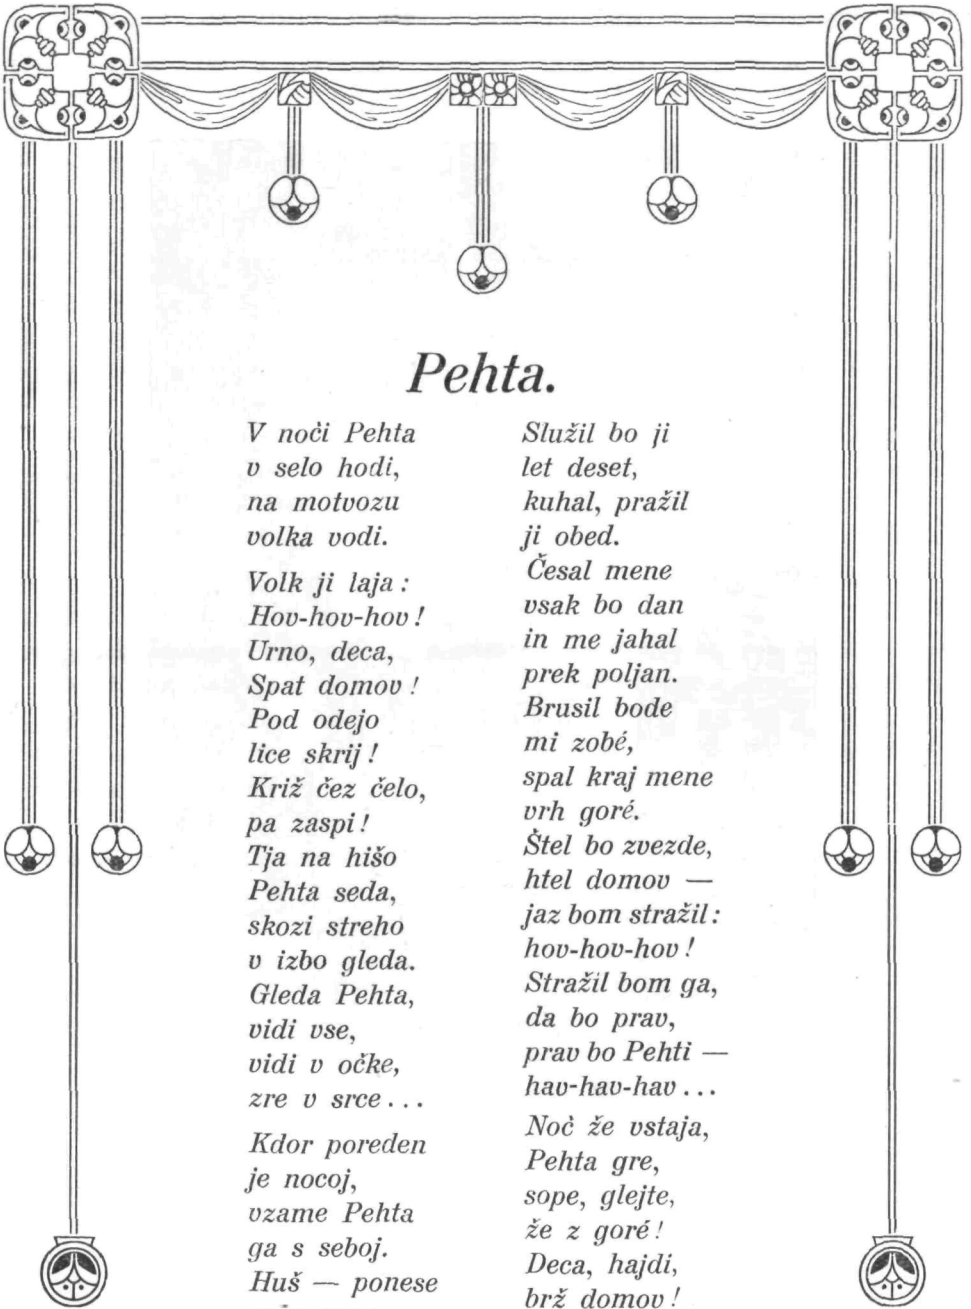 Pehta.
V noči Pehta
v selo hodi,
na motvozu
volka vodi.
Volk ji laja:
Hov-hov-hov!
Urno, deca,
Spat domov!
Pod odejo
lice skrij!
Križ čez čelo,
pa zaspi!
Tja na hišo
Pehta seda,
skozi streho
v izbo gleda.
Gleda Pehta,
vidi vse,
vidi v očke,
zre v srce...
Kdor poreden
je nocoj,
vzame Pehta
ga s seboj.
Huš — ponese
Služil bo ji
let deset,
kuhal, pražil
ji obed.
Česal mene
vsak bo dan
in me jahal
prek poljan.
Brusil bode
mi zobé,
spal kraj mene
vrh goré.
Štel bo zvezde,
htel domov —
jaz bom stražil:
hov-hov-hov!
Stražil bom ga,
da bo prav,
prav bo Pehti —
hav-hav-hav...
Noč že vstaja,
Pehta gre,
sope, glejte,
že z goré!
Deca, hajdi,
brž domov!